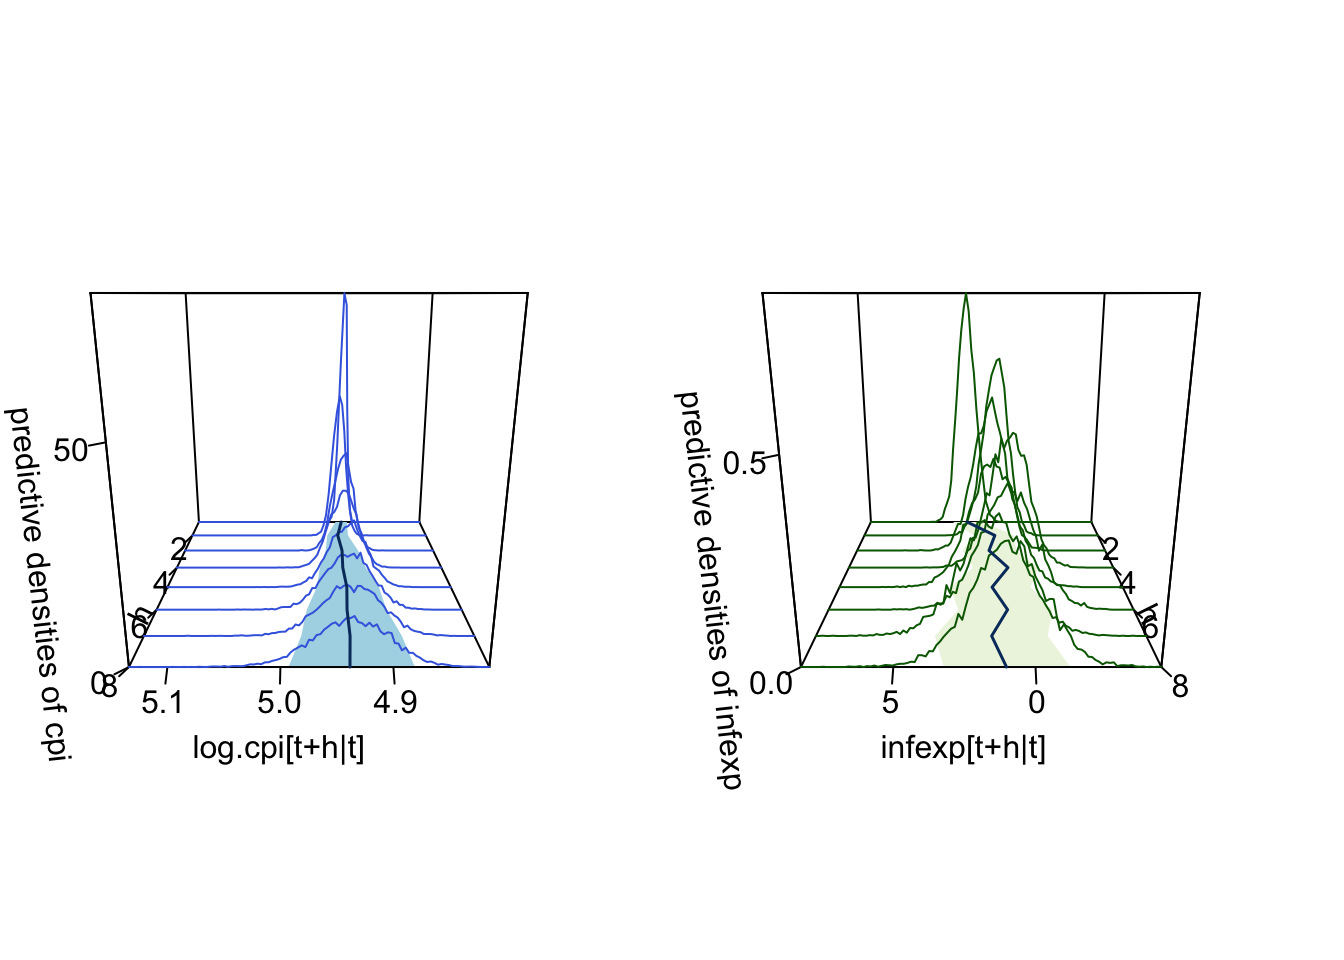 predictive densities of cpi
50
0
2
4
6
h
8
5.1 5.0 4.9
log.cpi[t+h|t]
predictive densities of infexp
0.5
0.0
5 0
infexp[t+h|t]
2
4
h
6
8